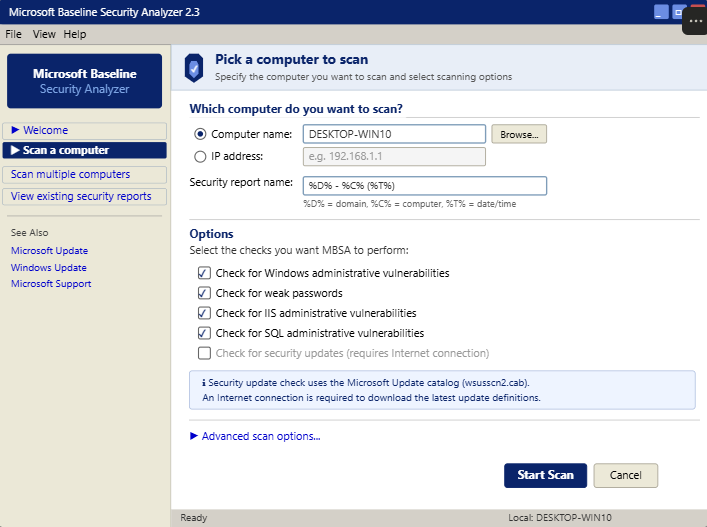 Microsoft Baseline Security Analyzer 2.3
File View Help
Microsoft Baseline
Security Analyzer
▶ Welcome
▶ Scan a computer
Scan multiple computers
View existing security reports
See Also
Microsoft Update
Windows Update
Microsoft Support
Pick a computer to scan
Specify the computer you want to scan and select scanning options
Which computer do you want to scan?
Computer name: DESKTOP-WIN10 Browse...
IP address: e.g. 192.168.1.1
Security report name: %D% - %C% (%T%)
%D% = domain, %C% = computer, %T% = date/time
Options
Select the checks you want MBSA to perform:
Check for Windows administrative vulnerabilities
Check for weak passwords
Check for IIS administrative vulnerabilities
Check for SQL administrative vulnerabilities
Check for security updates (requires Internet connection)
ℹ Security update check uses the Microsoft Update catalog (wsusscn2.cab).
An Internet connection is required to download the latest update definitions.
▶ Advanced scan options...
Start Scan Cancel
Ready Local: DESKTOP-WIN10